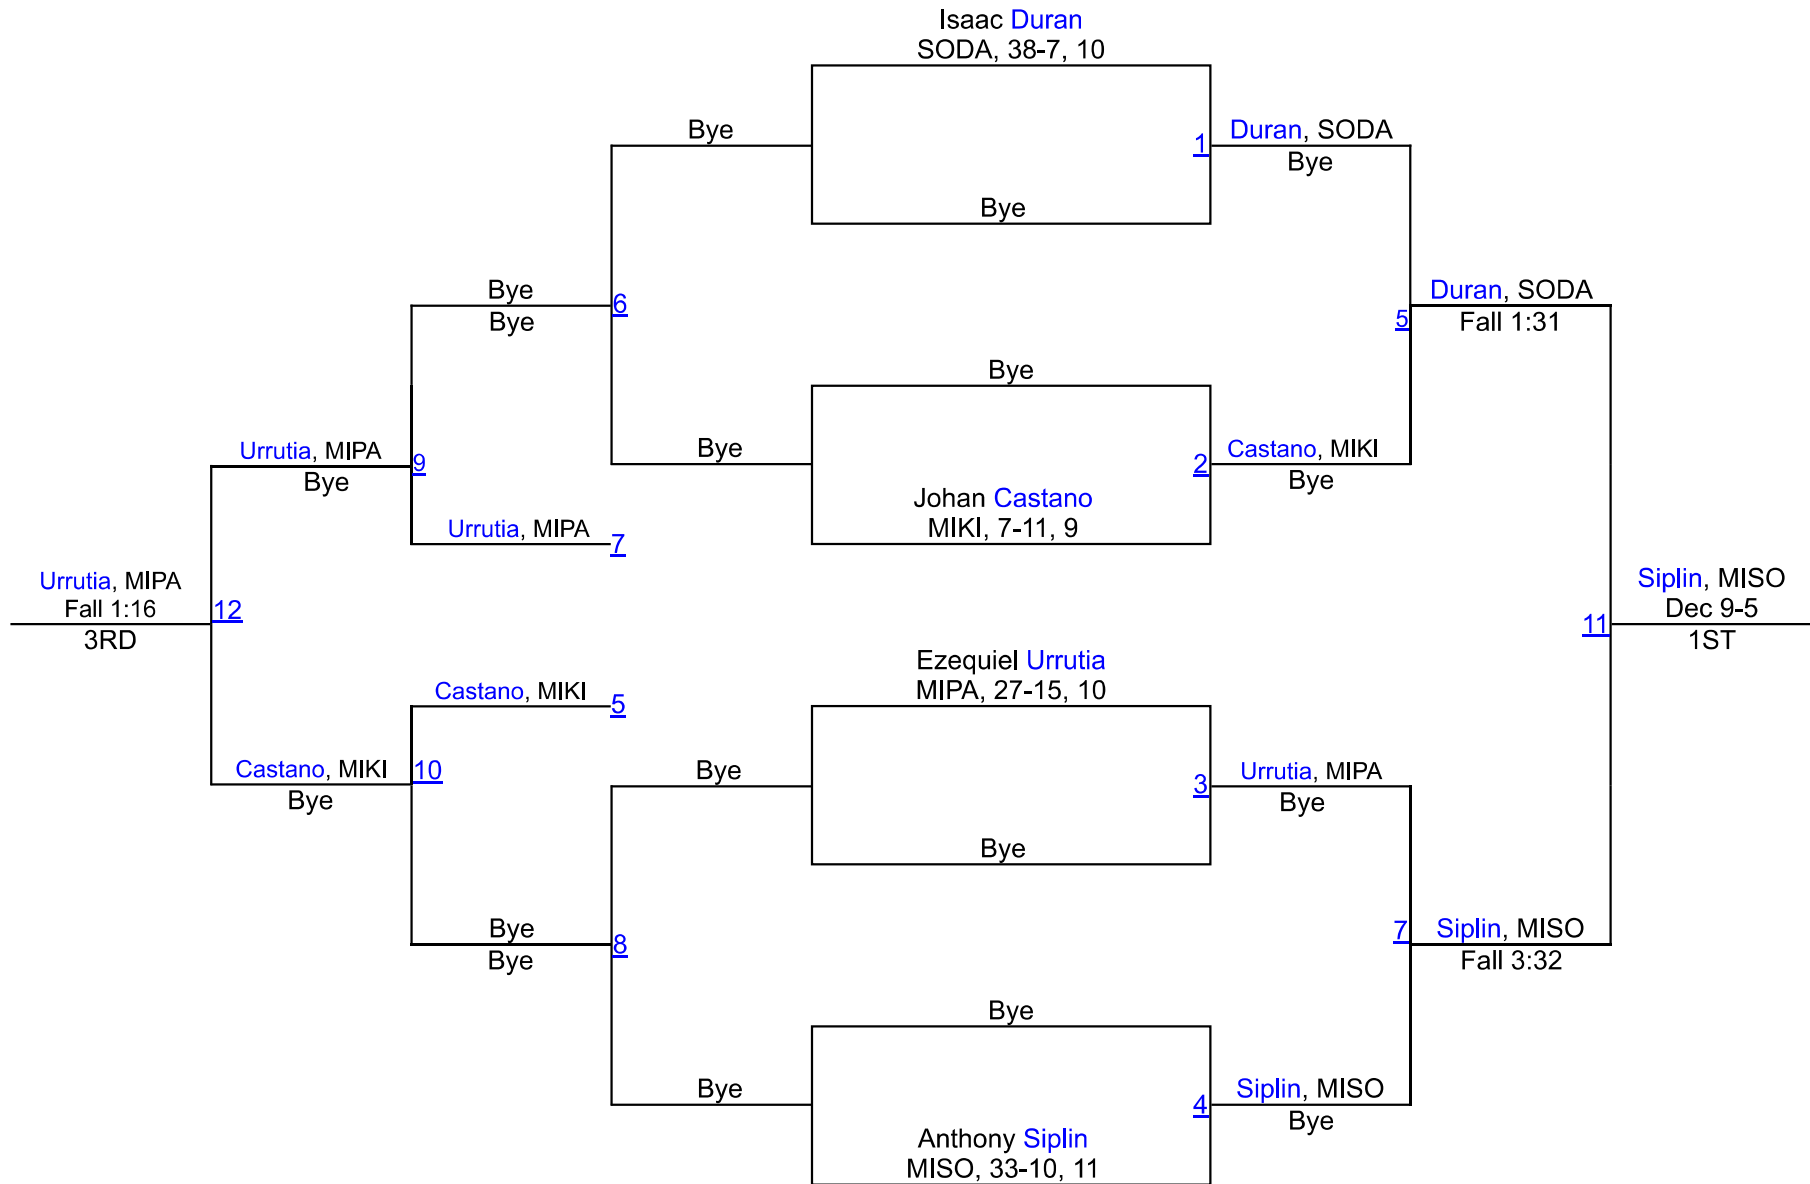 Isaac Duran
SODA, 38-7, 10
Bye
1
Duran, SODA
Bye
Bye
Bye
Bye
6
Duran, SODA
Fall 1:31
5
Bye
Urrutia, MIPA
Bye
9
Bye
2
Castano, MIKI
Bye
Johan Castano
MIKI, 7-11, 9
Urrutia, MIPA
7
Urrutia, MIPA
Fall 1:16
3RD
12
Siplin, MISO
Dec 9-5
1ST
11
Ezequiel Urrutia
MIPA, 27-15, 10
Castano, MIKI
5
Castano, MIKI
Bye
10
Bye
3
Urrutia, MIPA
Bye
Bye
Bye
Bye
8
7
Siplin, MISO
Fall 3:32
Bye
Bye
4
Siplin, MISO
Bye
Anthony Siplin
MISO, 33-10, 11